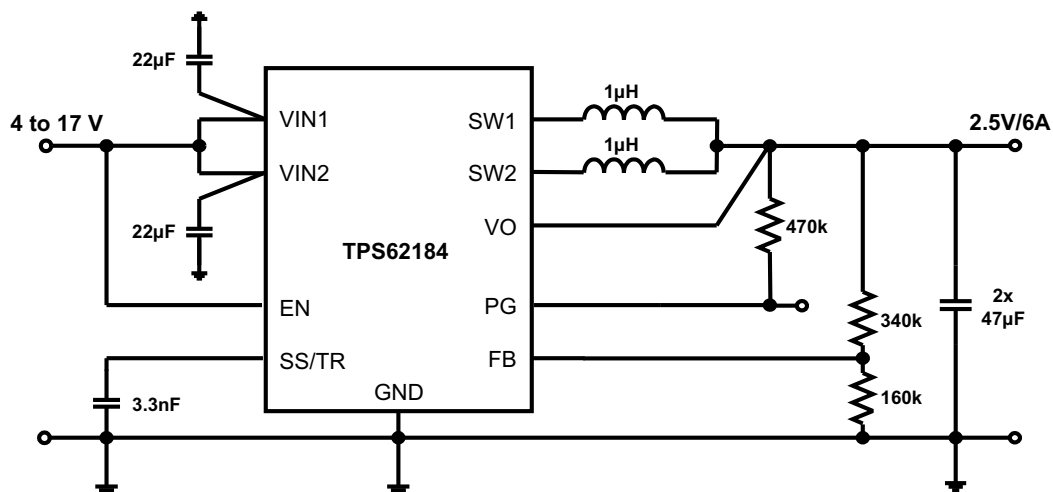 22µF
4 to 17 V
VIN1
SW1
1µH
2.5V/6A
VIN2
SW2
1µH
22µF
VO
470k
TPS62184
EN
PG
340k
2x
47µF
SS/TR
FB
GND
3.3nF
160k